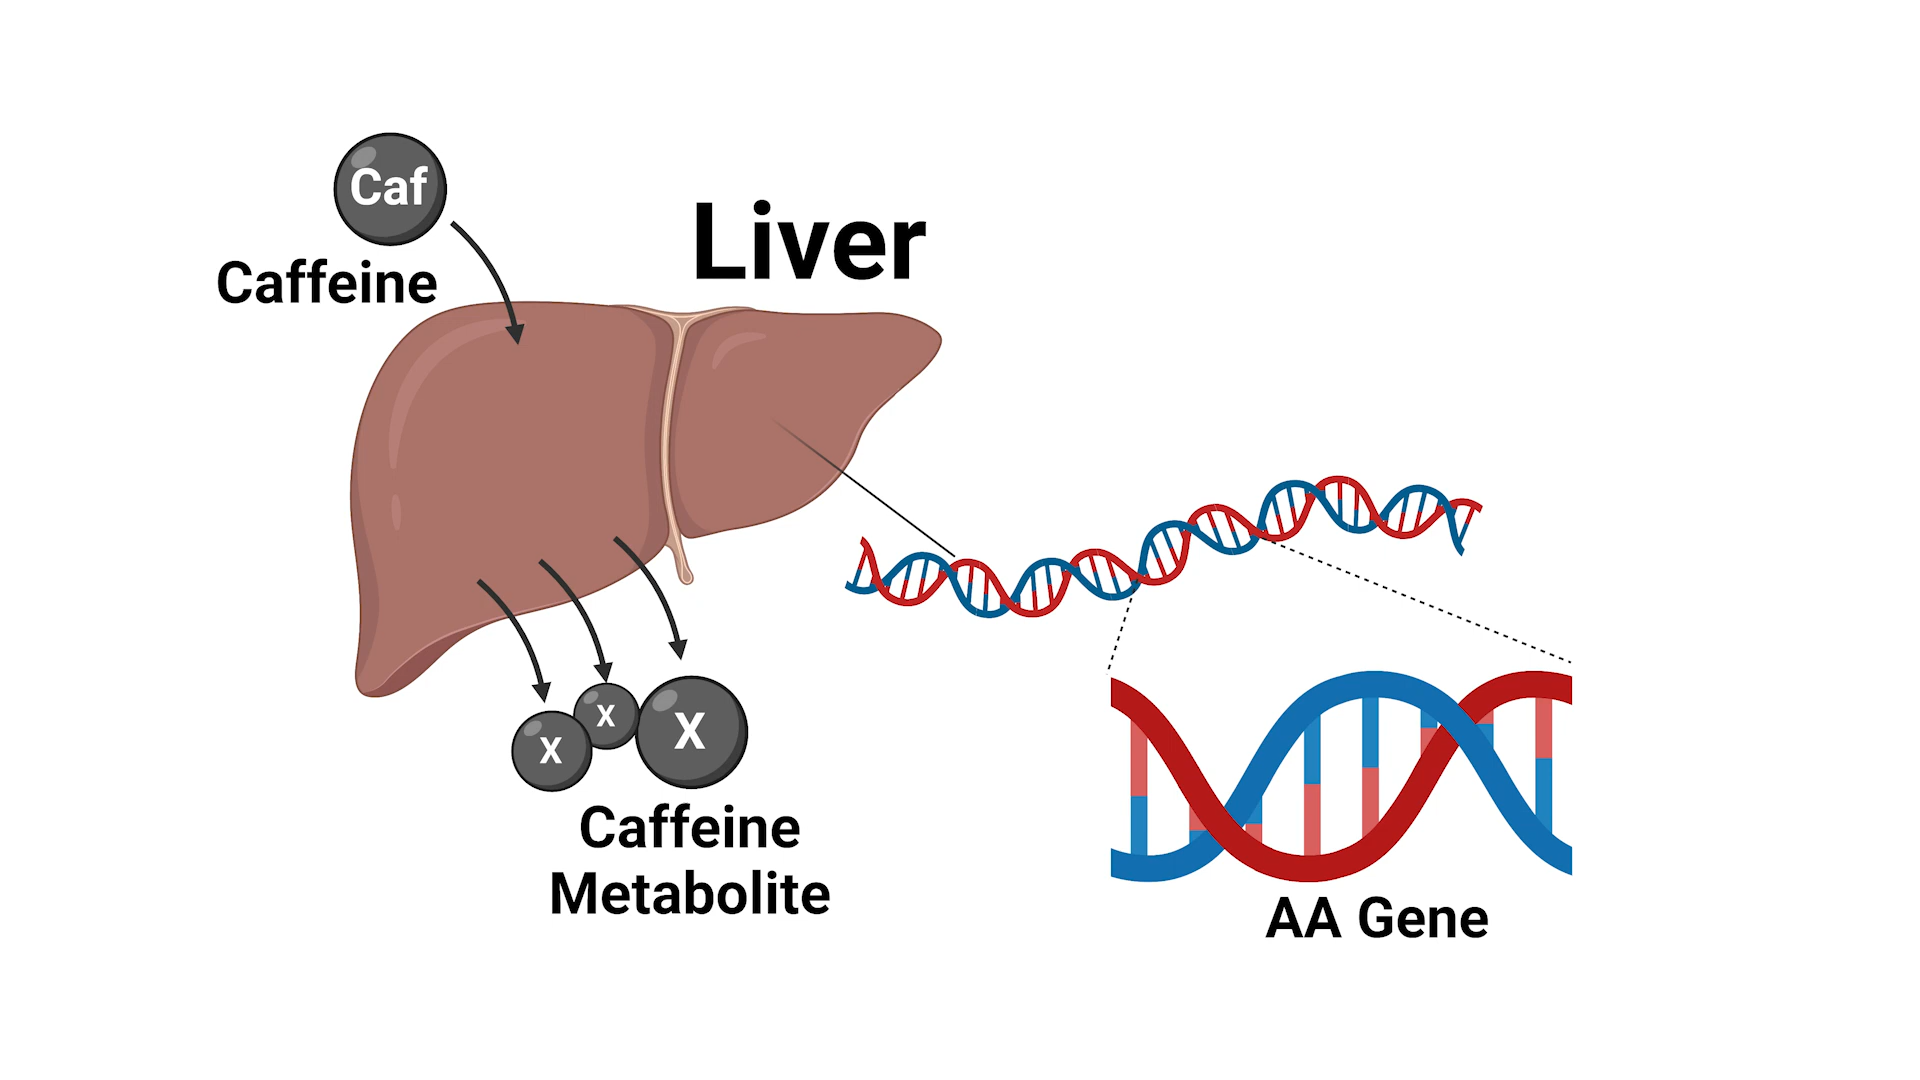 Caf
Caffeine
Liver
X
X
X
Caffeine
Metabolite
AA Gene